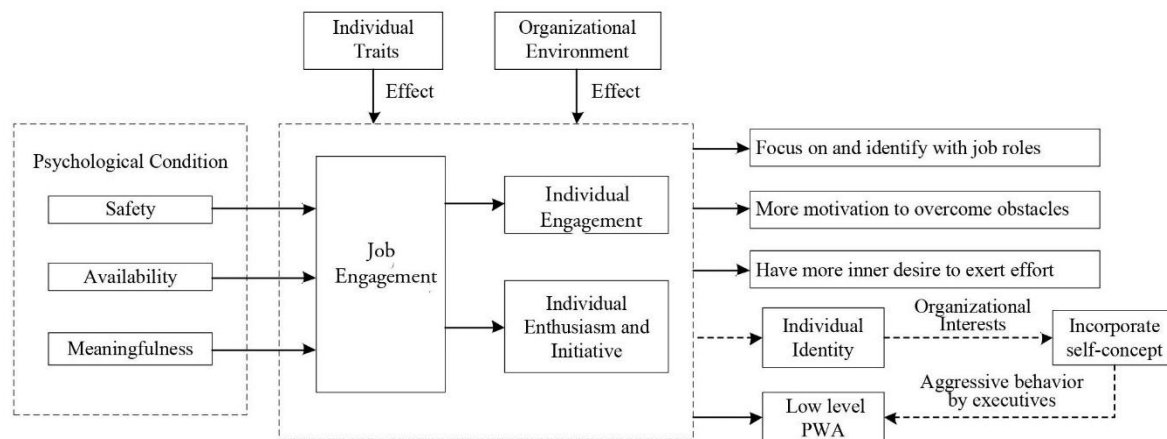 Individual
Traits
Organizational
Environment
Effect
Effect
Psychological Condition
Safety
Availability
Meaningfulness
Job
Engagement
Individual
Engagement
Individual
Enthusiasm and
Initiative
Focus on and identify with job roles
More motivation to overcome obstacles
Have more inner desire to exert effort
Individual
Identity
Organizational
Interests
Incorporate
self-concept
Aggressive behavior
by executives
Low level
PWA